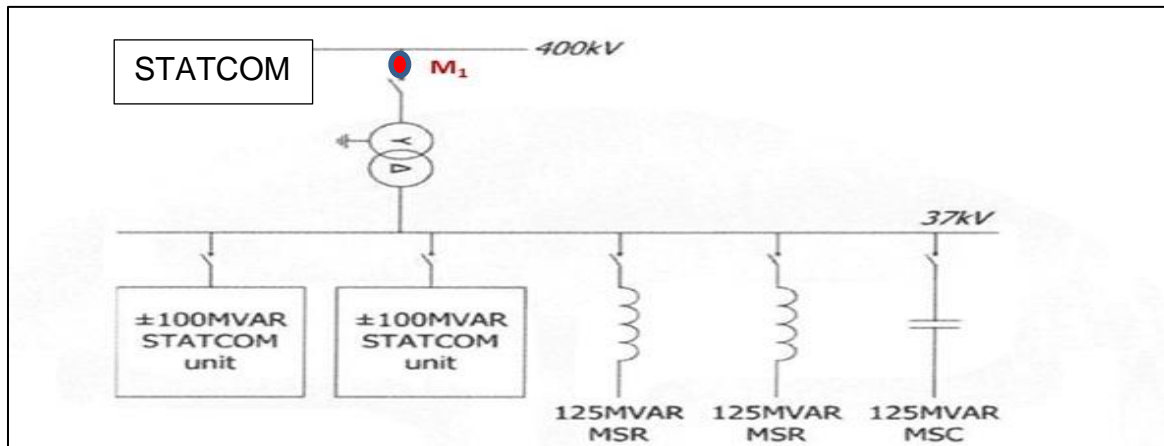 STATCOM
400kV
M₁
Y
Δ
37kV
±100MVAR
STATCOM
unit
±100MVAR
STATCOM
unit
125MVAR
MSR
125MVAR
MSR
125MVAR
MSC